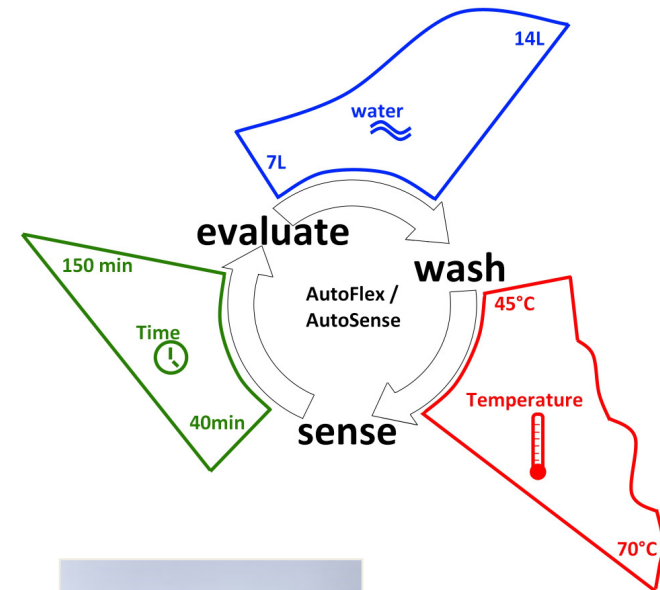 14L
water
7L
evaluate
wash
150 min
AutoFlex /
AutoSense
45°C
Time
Temperature
40min
sense
70°C